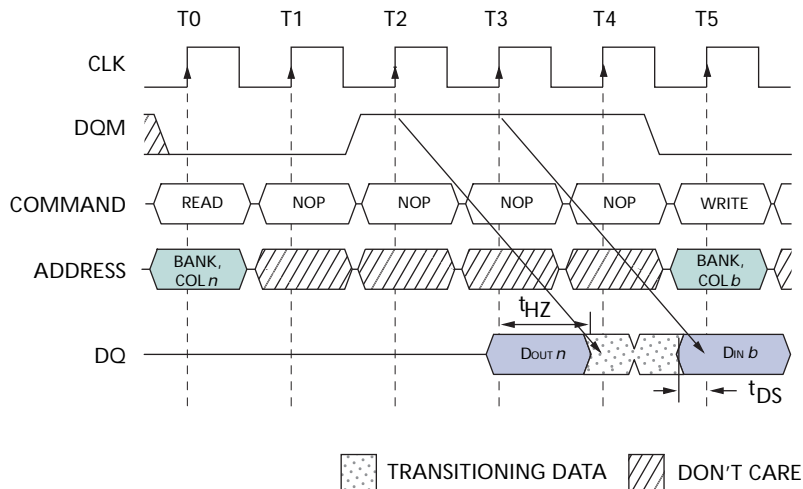 T0 T1 T2 T3 T4 T5
CLK
DQM
COMMAND READ NOP NOP NOP NOP WRITE
ADDRESS BANK, COL n BANK, COL b
tHZ
DQ DOUT n DIN b
tDS
TRANSITIONING DATA DON'T CARE